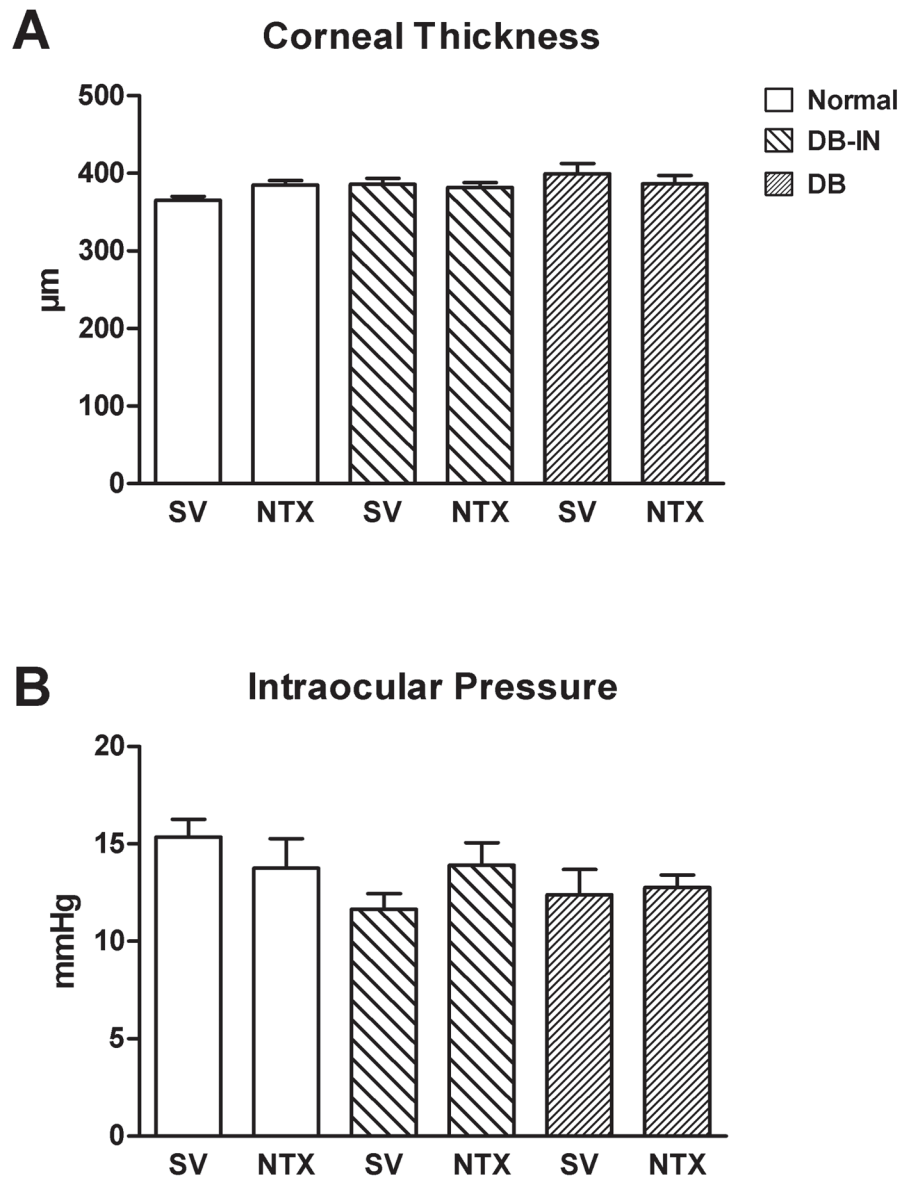 A
Corneal Thickness
500
400
300
200
100
0
µm
SV NTX SV NTX SV NTX
Normal
DB-IN
DB
B
Intraocular Pressure
20
15
10
5
0
mmHg
SV NTX SV NTX SV NTX